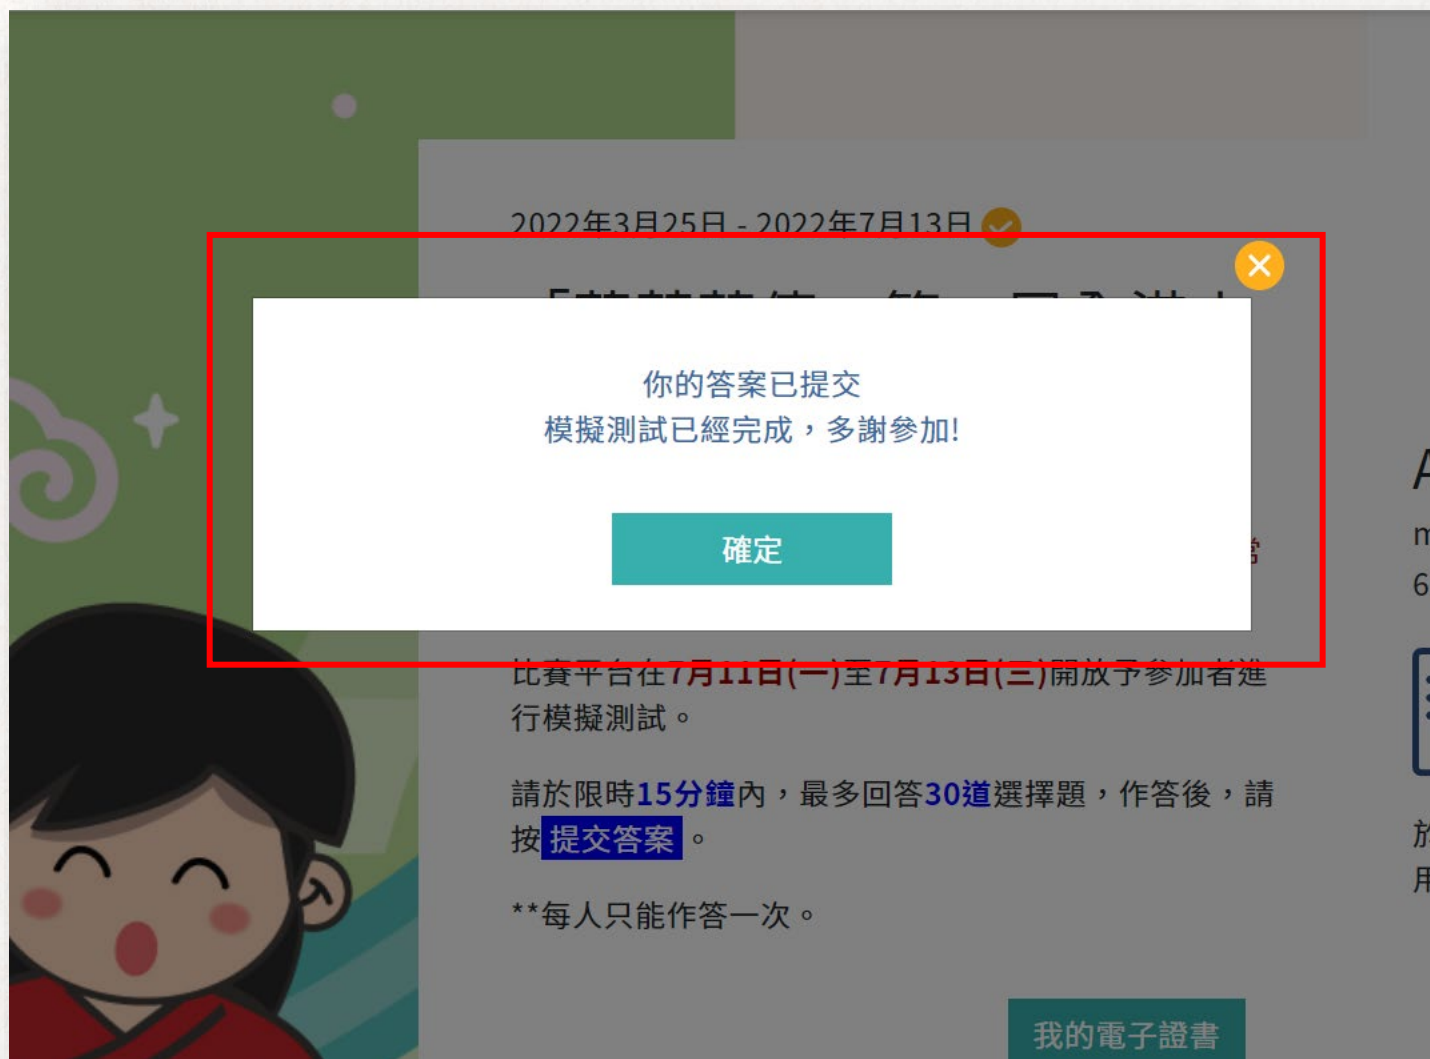 2022年3月25日 - 2022年7月13日
你的答案已提交
模擬測試已經完成，多謝參加!
確定
比賽平台在7月11日(一)至7月13日(三)開放予參加者進
行模擬測試。
請於限時15分鐘內，最多回答30道選擇題，作答後，請
按 提交答案 。
**每人只能作答一次。
我的電子證書